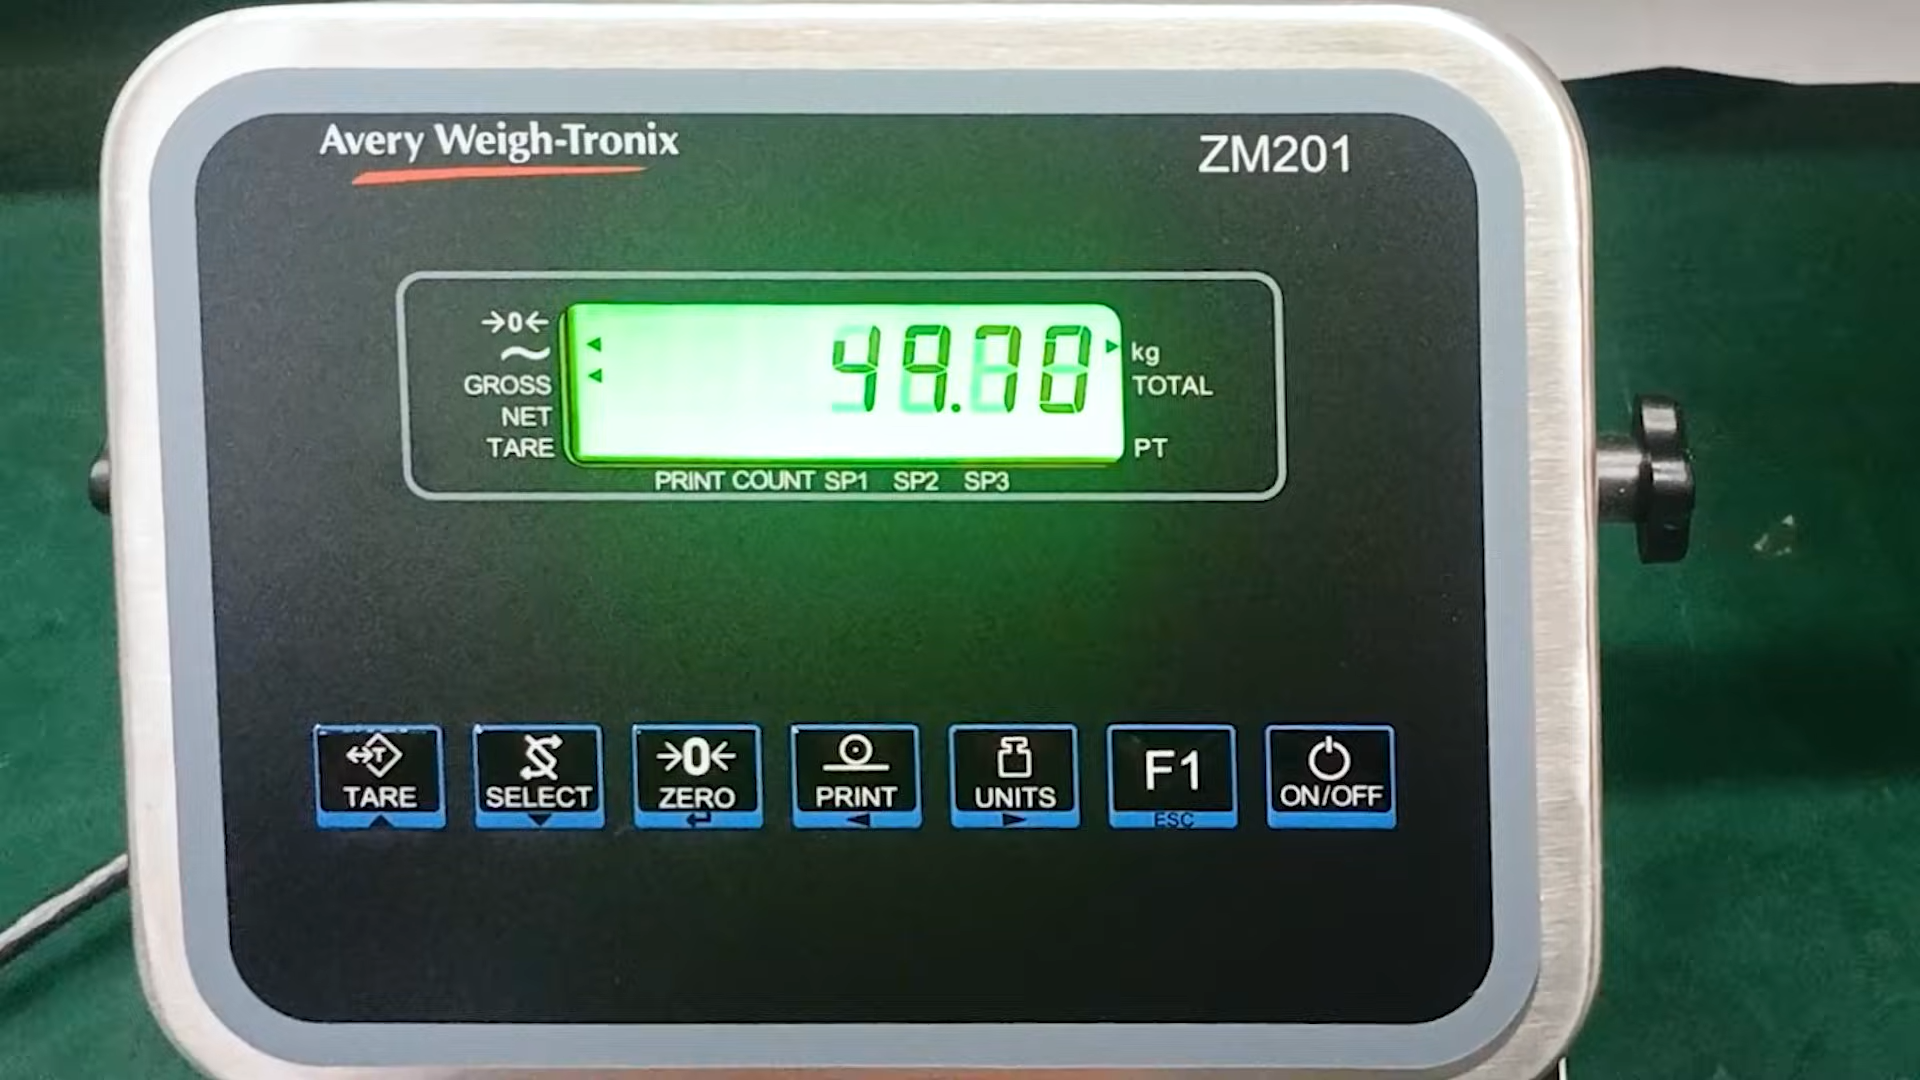 Avery Weigh-Tronix
ZM201
→0←
~
GROSS
NET
TARE
49.70
kg
TOTAL
PT
PRINT COUNT SP1 SP2 SP3
TARE
SELECT
→0←
ZERO
PRINT
UNITS
F1
ESC
ON/OFF